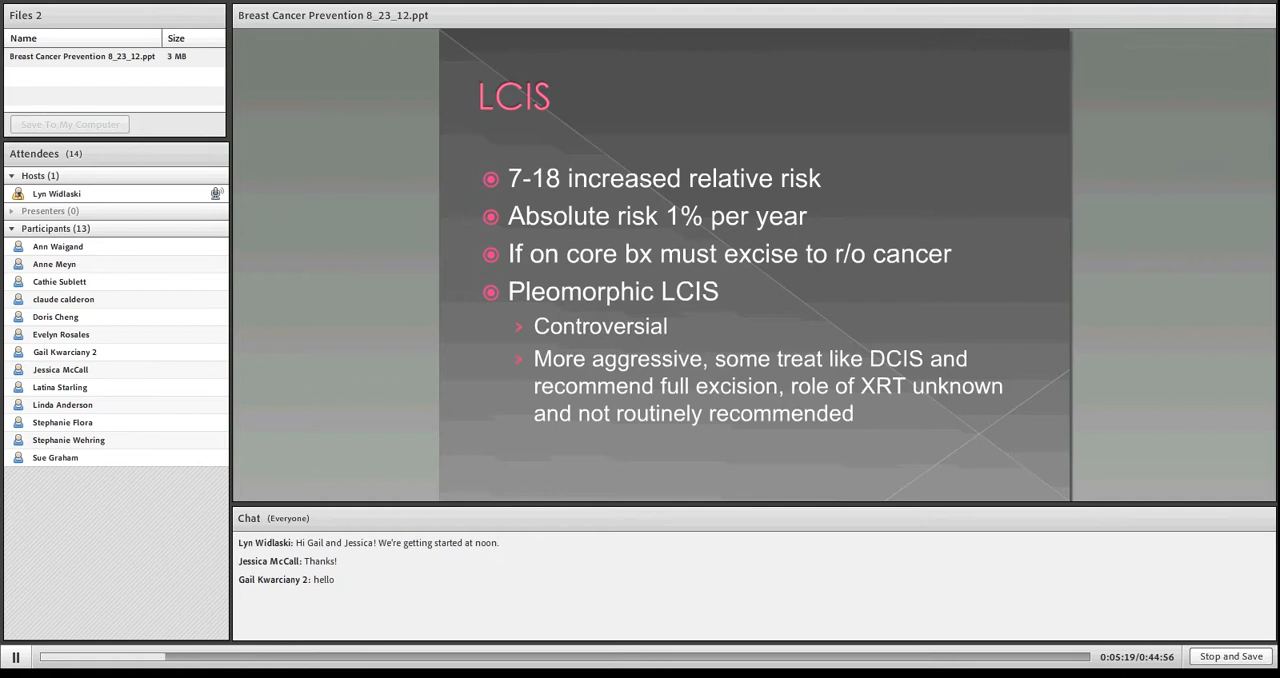 Files 2
Name Size
Breast Cancer Prevention 8_23_12.ppt 3 MB
Save To My Computer
Attendees (14)
Hosts (1)
Lyn Widlaski
Presenters (0)
Participants (13)
Ann Waigand
Anne Meyn
Cathie Sublett
claude calderon
Doris Cheng
Evelyn Rosales
Gail Kwarciany 2
Jessica McCall
Latina Starling
Linda Anderson
Stephanie Flora
Stephanie Wehring
Sue Graham
Breast Cancer Prevention 8_23_12.ppt
LCIS
7-18 increased relative risk
Absolute risk 1% per year
If on core bx must excise to r/o cancer
Pleomorphic LCIS
Controversial
More aggressive, some treat like DCIS and
recommend full excision, role of XRT unknown
and not routinely recommended
Chat (Everyone)
Lyn Widlaski: Hi Gail and Jessica! We're getting started at noon.
Jessica McCall: Thanks!
Gail Kwarciany 2: hello
0:05:19/0:44:56 Stop and Save